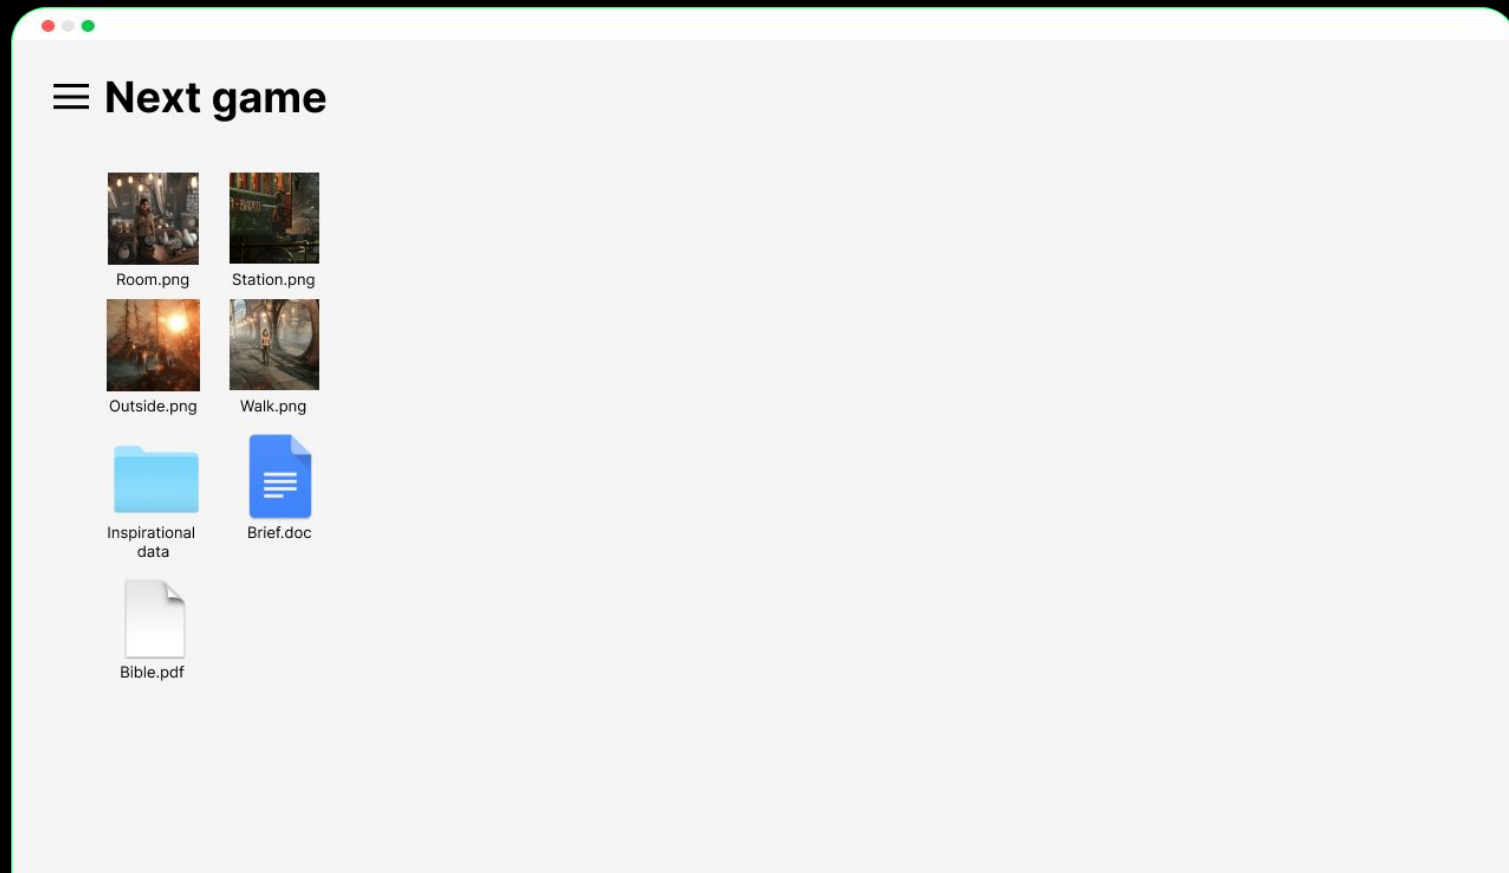 Next game
Room.png
Station.png
Outside.png
Walk.png
Inspirational
data
Brief.doc
Bible.pdf